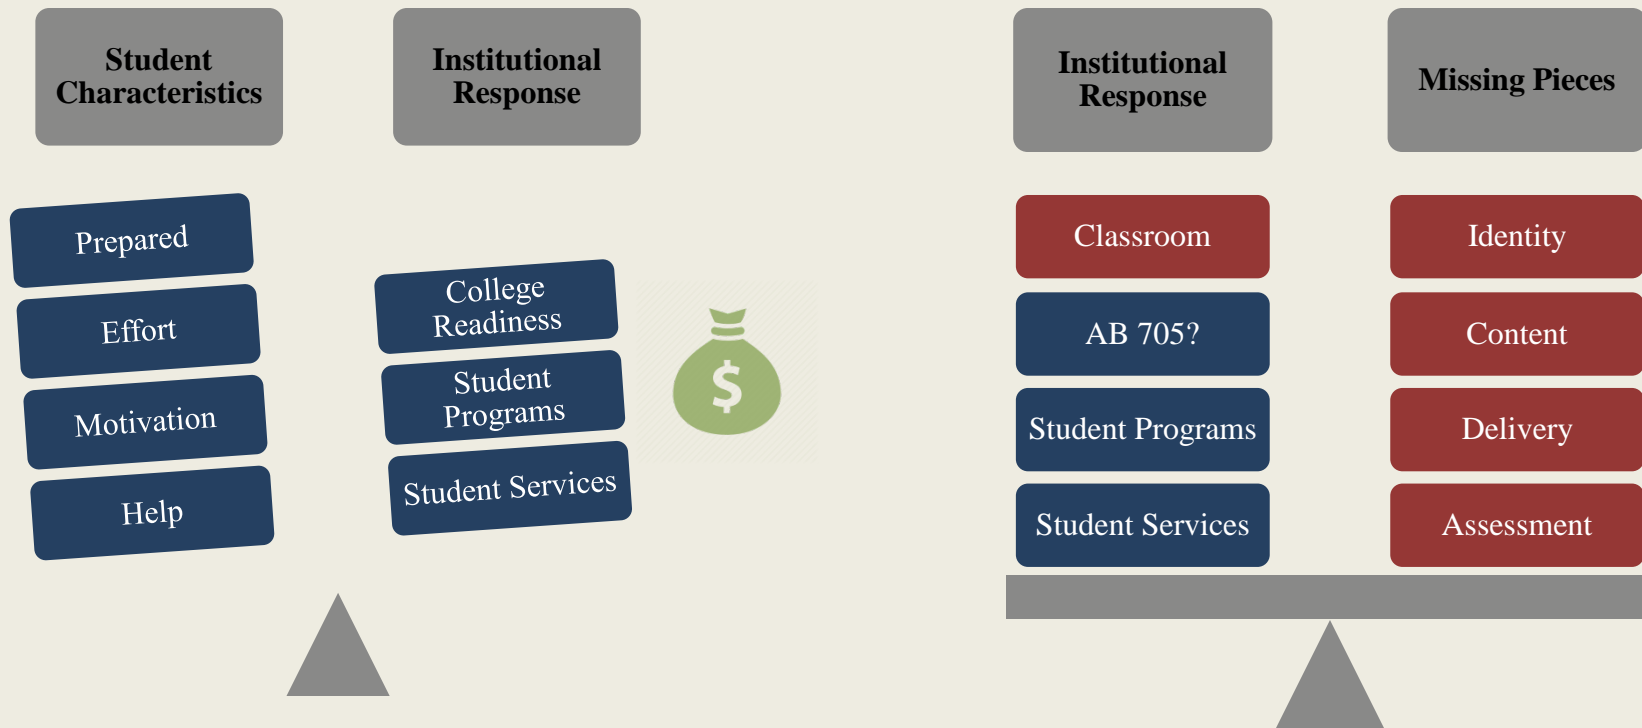 Student
Characteristics
Prepared
Effort
Motivation
Help
Institutional
Response
College
Readiness
Student
Programs
Student Services
$
Institutional
Response
Classroom
AB 705?
Student Programs
Student Services
Missing Pieces
Identity
Content
Delivery
Assessment